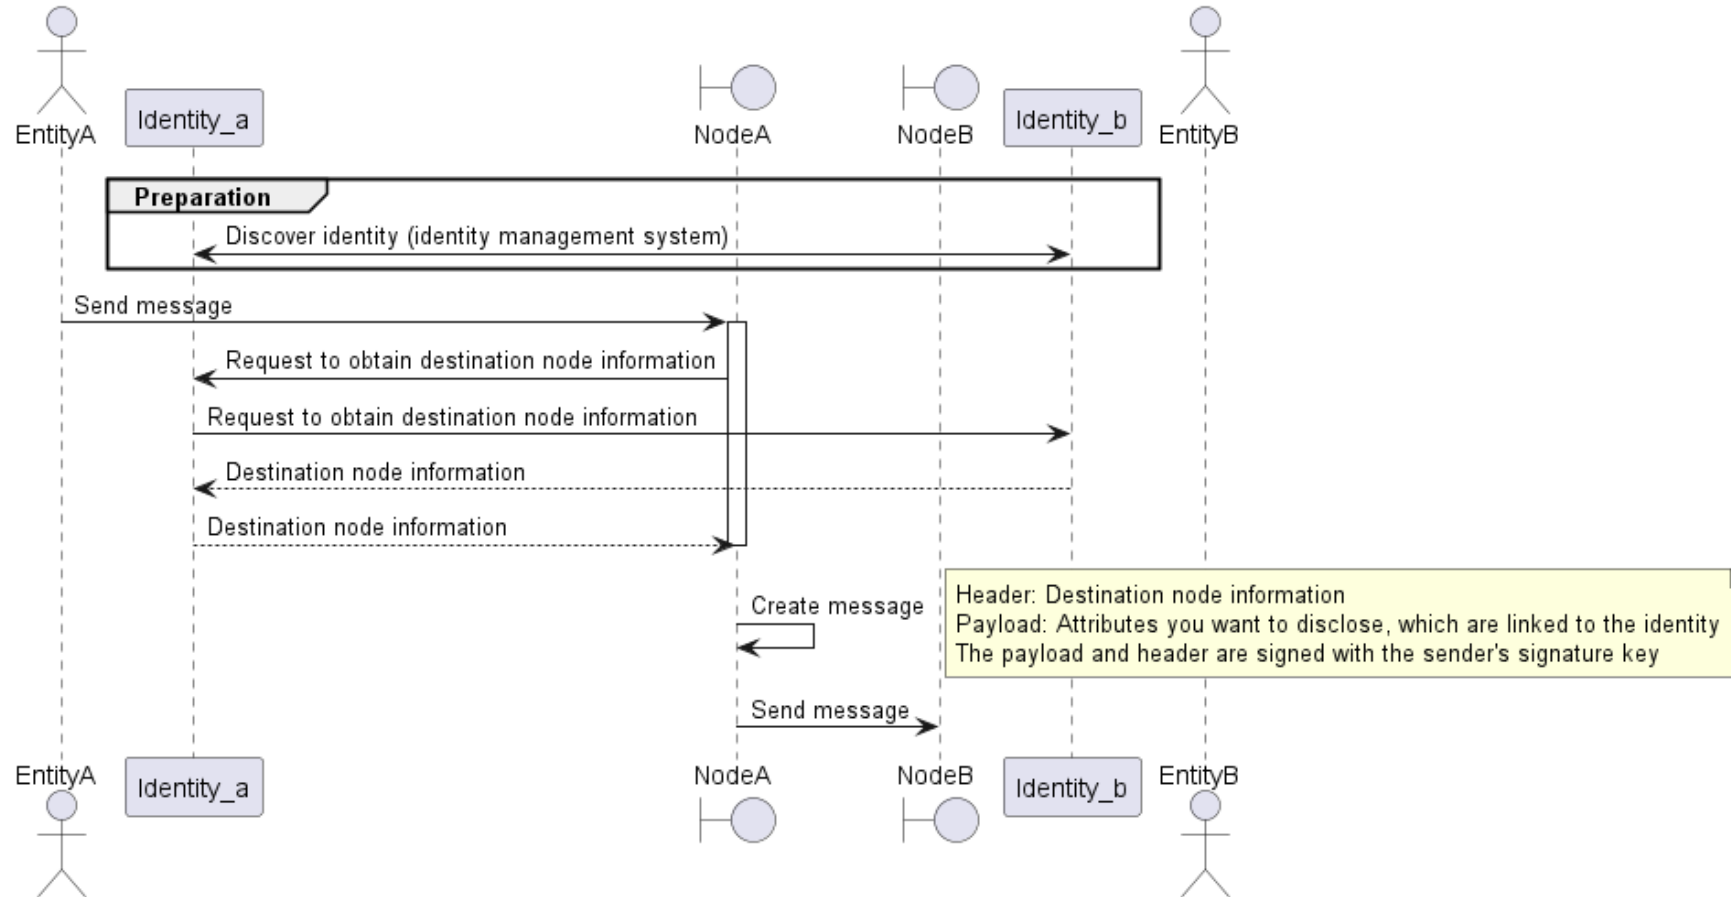 EntityA
Identity_a
NodeA
NodeB
Identity_b
EntityB
Preparation
Discover identity (identity management system)
Send message
Request to obtain destination node information
Request to obtain destination node information
Destination node information
Destination node information
Create message
Header: Destination node information
Payload: Attributes you want to disclose, which are linked to the identity
The payload and header are signed with the sender's signature key
Send message
EntityA
Identity_a
NodeA
NodeB
Identity_b
EntityB